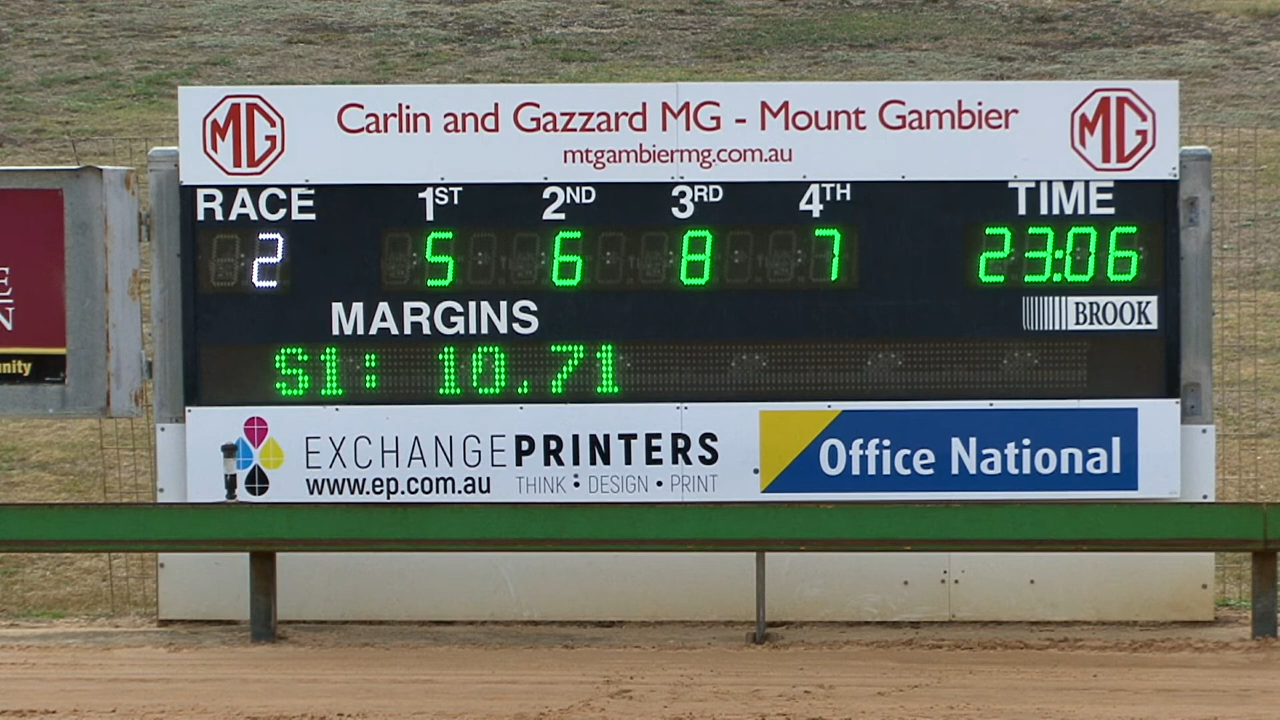 MG Carlin and Gazzard MG - Mount Gambier MG
mtgambiermg.com.au
RACE 1ST 2ND 3RD 4TH TIME
2 5 6 8 7 23:06
MARGINS BROOK
S1: 10.71
EXCHANGEPRINTERS Office National
www.ep.com.au THINK • DESIGN • PRINT
E
N